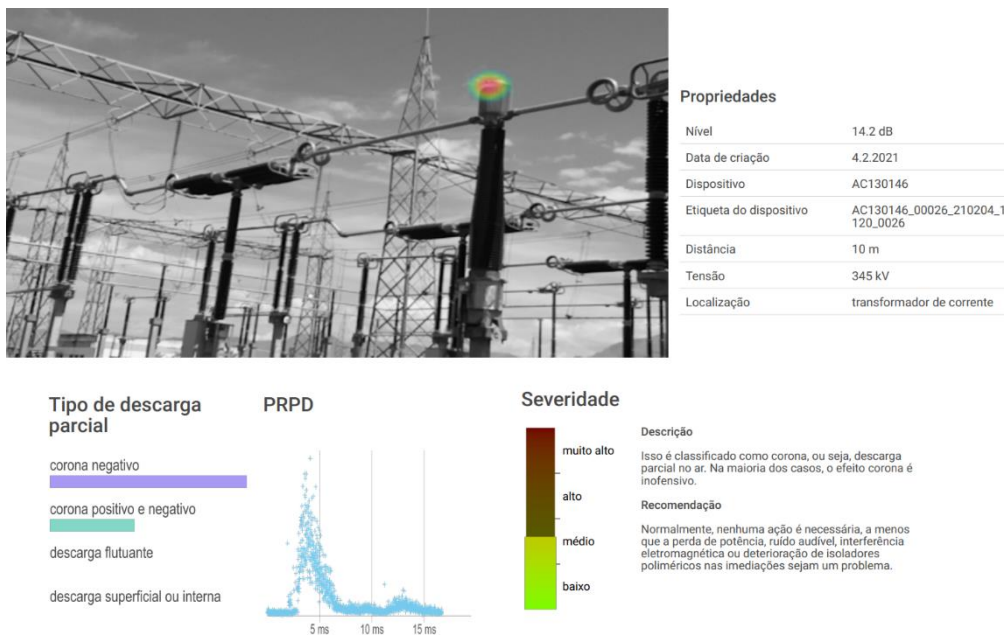 Propriedades
Nível 14.2 dB
Data de criação 4.2.2021
Dispositivo AC130146
Etiqueta do dispositivo AC130146_00026_210204_1
120_0026
Distância 10 m
Tensão 345 kV
Localização transformador de corrente
Tipo de descarga
parcial
corona negativo
corona positivo e negativo
descarga flutuante
descarga superficial ou interna
PRPD
5 ms 10 ms 15 ms
Severidade
muito alto
alto
médio
baixo
Descrição
Isso é classificado como corona, ou seja, descarga
parcial no ar. Na maioria dos casos, o efeito corona é
inofensivo.
Recomendação
Normalmente, nenhuma ação é necessária, a menos
que a perda de potência, ruído audível, interferência
eletromagnética ou deterioração de isoladores
poliméricos nas imediações sejam um problema.